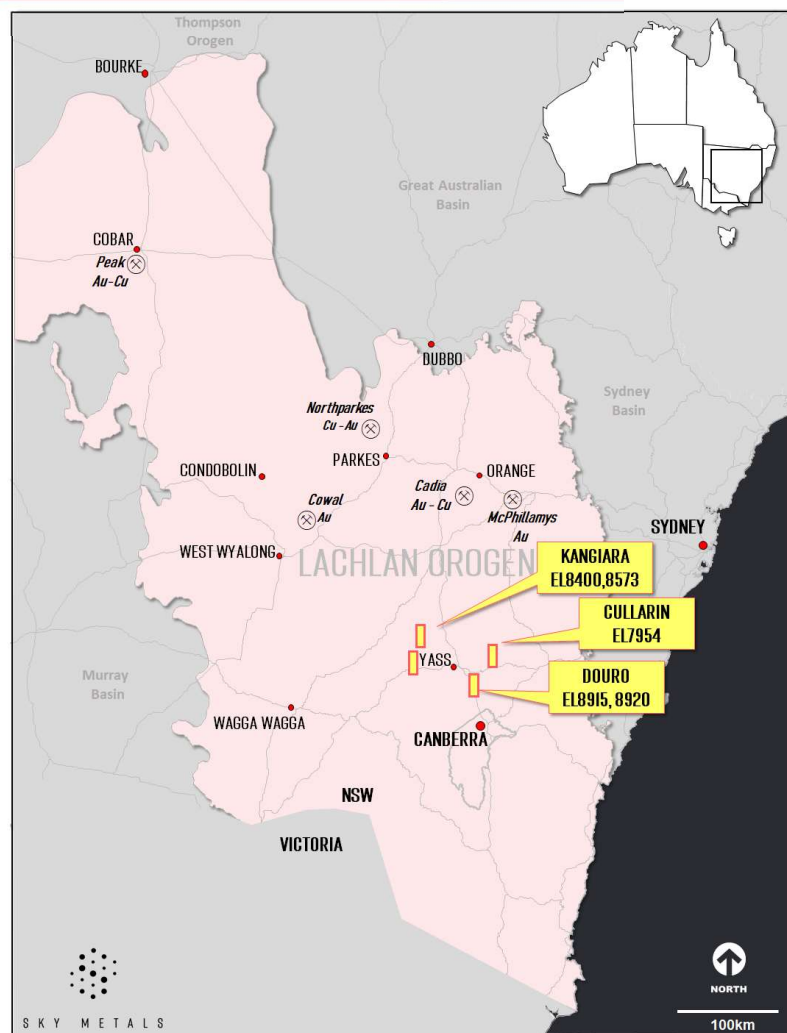 Thompson
Orogen
BOURKE
Great Australian
Basin
COBAR
Peak
Au-Cu
DUBBO
Sydney
Basin
Northparkes
Cu-Au
PARKES
CONDOBOLIN
ORANGE
Cadia
Au-Cu
McPhillamys
Au
Cowal
Au
SYDNEY
WEST WYALONG
LACHLAN OROGEN
KANGIARA
EL8400,8573
CULLARIN
EL7954
YASS
Murray
Basin
DOURO
EL8915, 8920
WAGGA WAGGA
CANBERRA
NSW
VICTORIA
NORTH
SKY METALS
100km